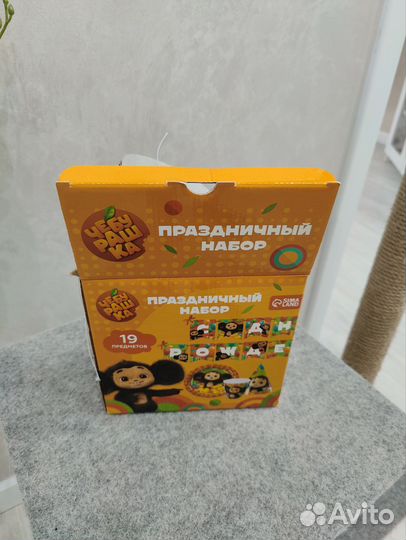 ЧЕБУ
РАШ
КА
ПРАЗДНИЧНЫЙ
НАБОР
ЧЕБУ
РАШ
КА
ПРАЗДНИЧНЫЙ
НАБОР
SIMA
LAND
19
ПРЕДМЕТОВ
Avito